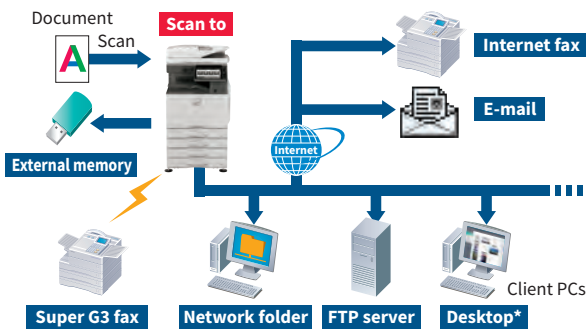 Document
Scan
A
Scan to
Internet fax
E-mail
External memory
Internet
Client PCs
Super G3 fax
Network folder
FTP server
Desktop*